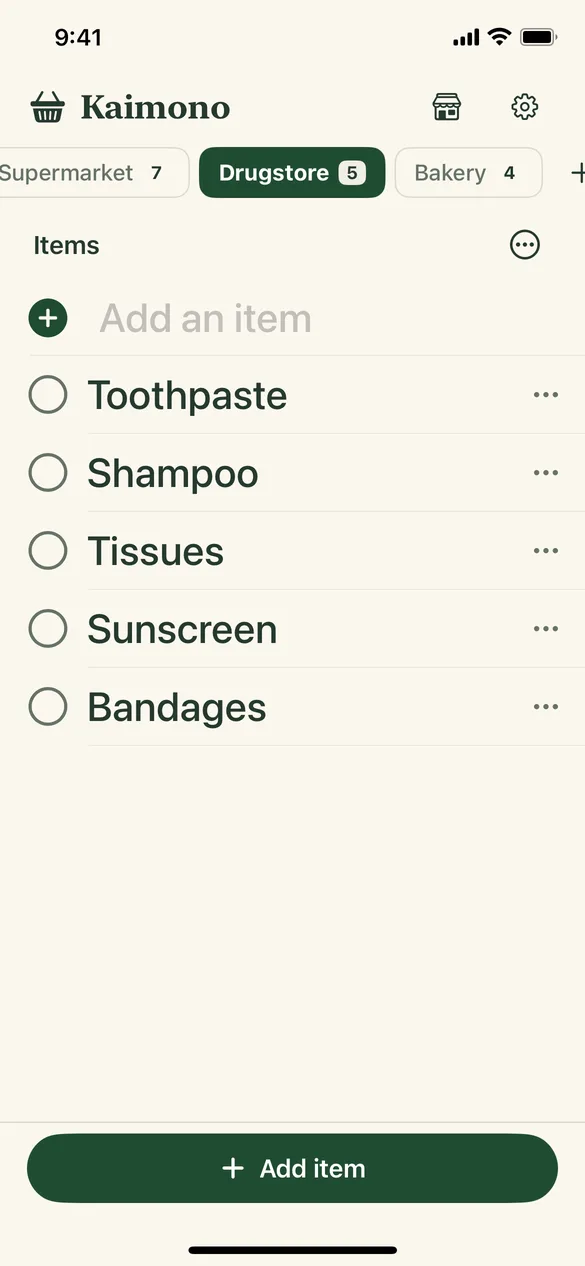 9:41
Kaimono
Supermarket 7 Drugstore 5 Bakery 4 +
Items
Add an item
Toothpaste
Shampoo
Tissues
Sunscreen
Bandages
+ Add item